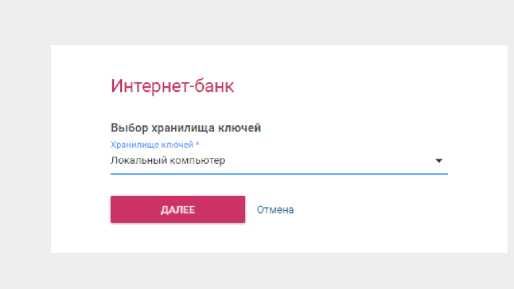 Интернет-банк
Выбор хранилища ключей
Хранилище ключей *
Локальный компьютер
ДАЛЕЕ Отмена